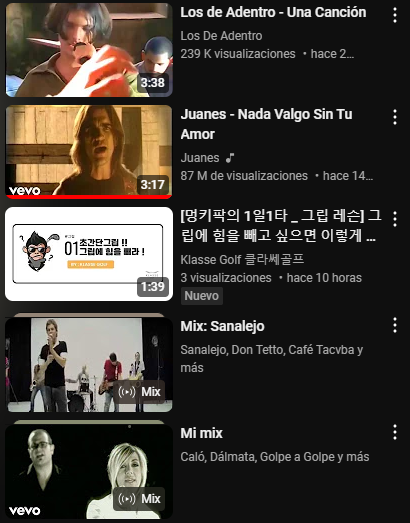 Los de Adentro - Una Canción
Los De Adentro
239 K visualizaciones • hace 2...
3:38
Juanes - Nada Valgo Sin Tu
Amor
Juanes
87 M de visualizaciones • hace 14...
vevo
3:17
[멍키팍의 1일1타 _ 그립 레슨] 그
립에 힘을 빼고 싶으면 이렇게 ...
Klasse Golf 클라쎄골프
3 visualizaciones • hace 10 horas
Nuevo
01
초간단그립 !!
그립에 힘을 빼라 !
BY. KLASSE GOLF
1:39
Mix: Sanalejo
Sanalejo, Don Tetto, Café Tacvba y
más
Mix
Mi mix
Caló, Dálmata, Golpe a Golpe y más
vevo
Mix